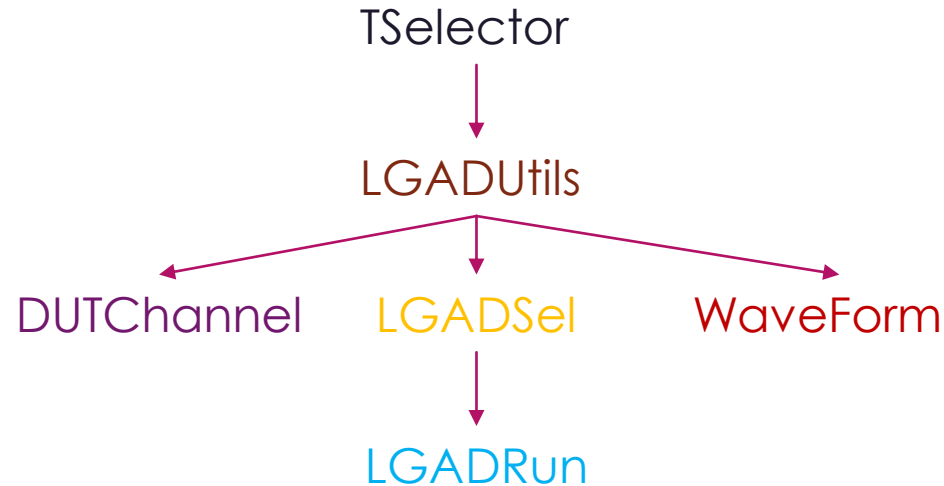 TSelector
LGADUtils
DUTChannel LGADSel WaveForm
LGADRun